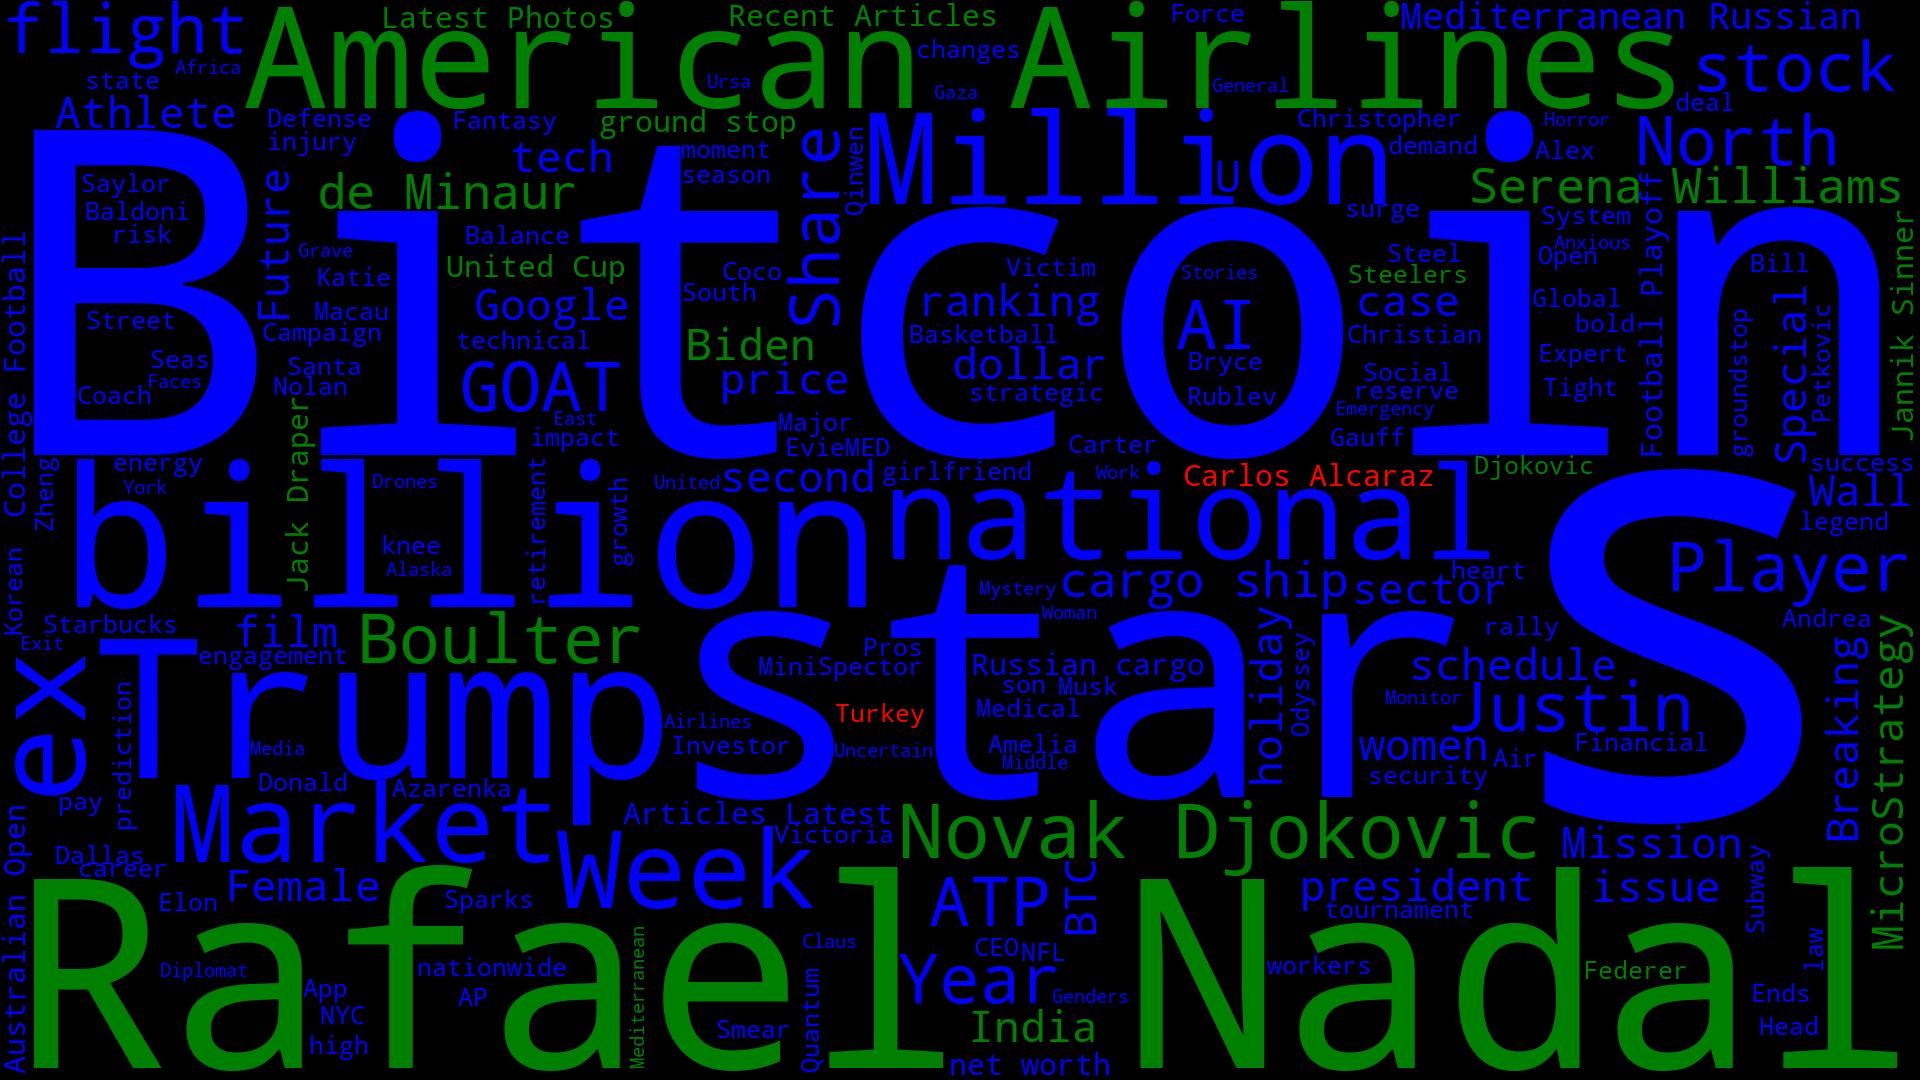 flight
American Airlines
Latest Photos
Recent Articles
Force
Mediterranean Russian
stock
changes
state
Africa
Ursa
Gaza
General
deal
Athlete
Defense
injury
Fantasy
ground stop
Christopher
Horror
demand
Alex
North
tech
moment
season
Share
Qinwen
Million
U
Saylor
Baldoni
risk
Future
de Minaur
Serena Williams
surge
Bitcoin
Balance
Grave
Katie
United Cup
Coco
South
Victim
Stories
Steel
Steelers
System
Anxious
Open
Bill
Google
Macau
Campaign
technical
ranking
Basketball
AI
case
Christian
Global
bold
Street
Seas
Faces
Coach
Santa
Nolan
GOAT
Biden
price
dollar
strategic
Bryce
Rublev
Social
reserve
Emergency
Expert
Tight
Football Playoff
groundstop
Special
Petkovic
Jannik Sinner
College Football
East
impact
Major
EvieMED
Carter
Gauff
energy
York
Zheng
Jack Draper
Drones
knee
Alaska
retirement
growth
United
second
girlfriend
Work
Carlos Alcaraz
Djokovic
success
Wall
legend
billion
national
S
Player
Korean
Exit
Starbucks
engagement
film
Boulter
Mystery
Woman
cargo ship
sector
heart
rally
Andrea
Pros
MiniSpector
Russian cargo
son
Musk
Medical
holiday
Odyssey
schedule
Monitor
Justin
Breaking
MicroStrategy
ex
Trump
star
prediction
Media
Airlines
Investor
Turkey
Uncertain
Amelia
Middle
women
Air
Financial
security
pay
Donald
Azarenka
Market
Articles Latest
Victoria
Novak Djokovic
Mission
Australian Open
Dallas
career
Female
Week
ATP
BTC
president
issue
tournament
Subway
Elon
Sparks
Claus
CEO
NFL
Rafael Nadal
Diplomat
nationwide
App
AP
NYC
high
Mediterranean
Smear
Quantum
Year
Genders
India
net worth
workers
Federer
law
Ends
Head